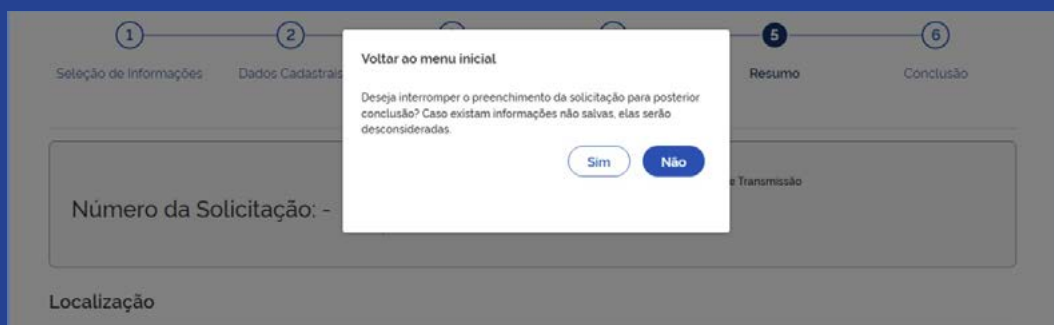 1
2
5
6
Seleção de Informações
Dados Cadastrais
Resumo
Conclusão
Voltar ao menu inicial
Deseja interromper o preenchimento da solicitação para posterior
conclusão? Caso existam informações não salvas, elas serão
desconsideradas.
Sim
Não
e Transmissão
Número da Solicitação: -
Localização